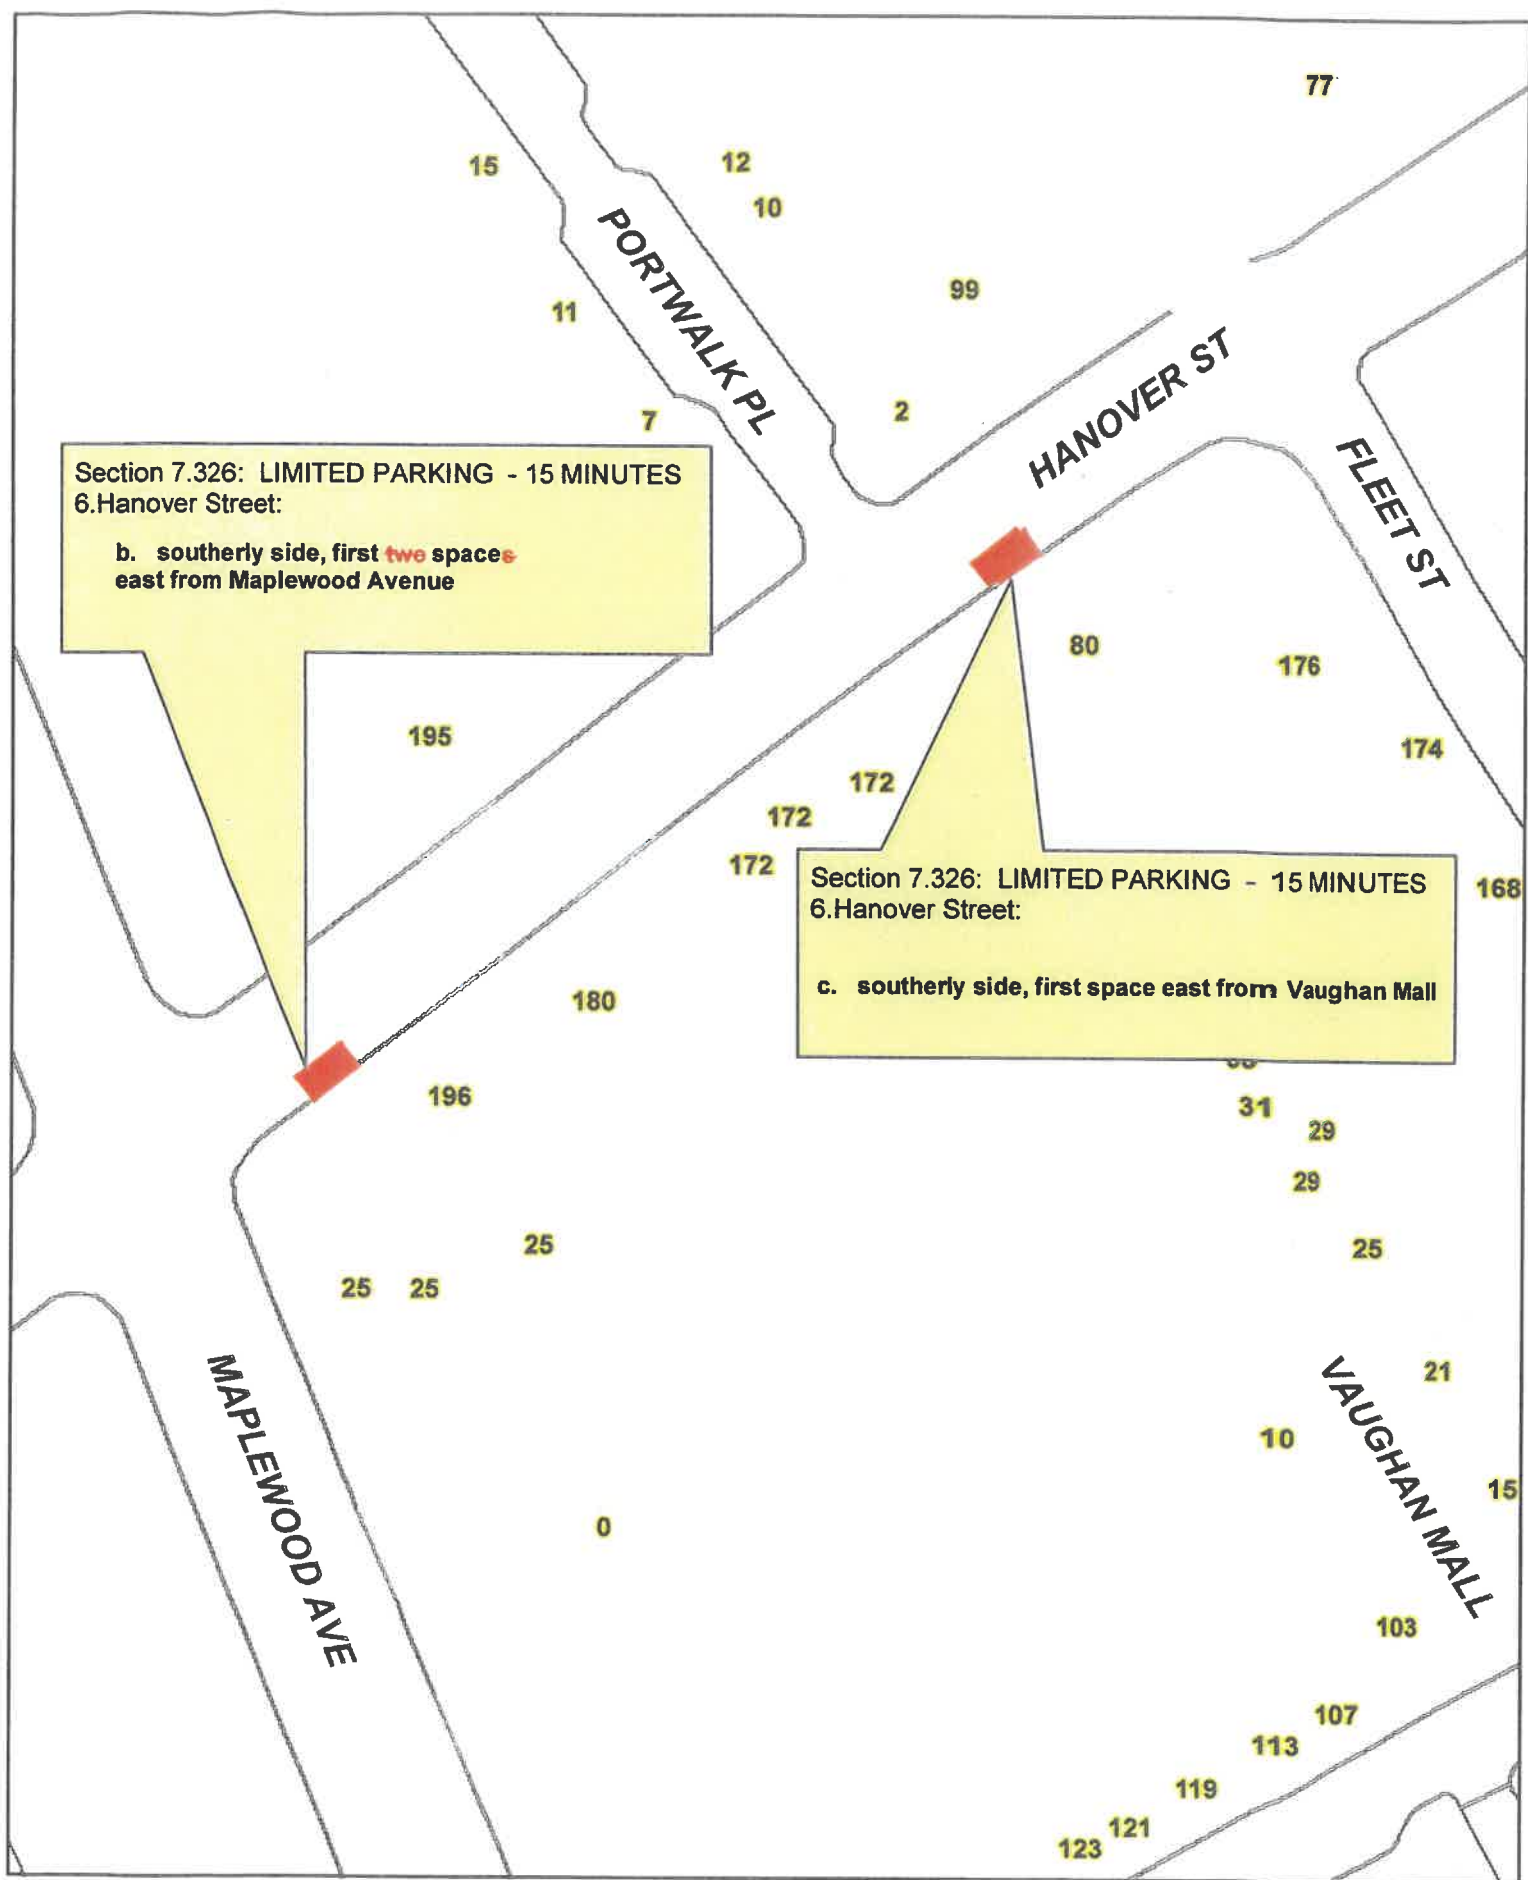 77
15
12
10
PORTWALK PL
99
11
HANOVER ST
2
7
FLEET ST
Section 7.326: LIMITED PARKING - 15 MINUTES
6.Hanover Street:
b. southerly side, first two spaces
east from Maplewood Avenue
80
176
195
174
172
172
172
Section 7.326: LIMITED PARKING - 15 MINUTES
6.Hanover Street:
c. southerly side, first space east from Vaughan Mall
168
180
196
31
29
29
25
25
25
25
MAPLEWOOD AVE
VAUGHAN MALL
21
10
15
0
103
107
113
119
121
123